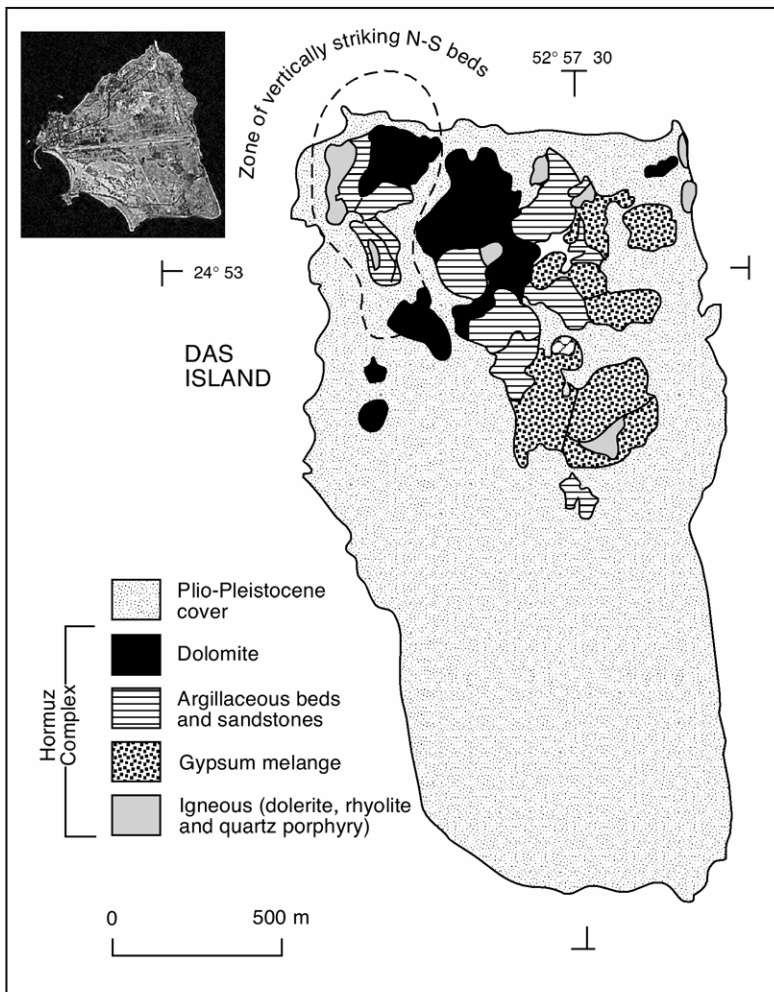 Zone of vertically striking N-S beds
52° 57 30
24° 53
DAS
ISLAND
Plio-Pleistocene
cover
Hormuz
Complex
Dolomite
Argillaceous beds
and sandstones
Gypsum melange
Igneous (dolerite, rhyolite
and quartz porphyry)
0 500 m